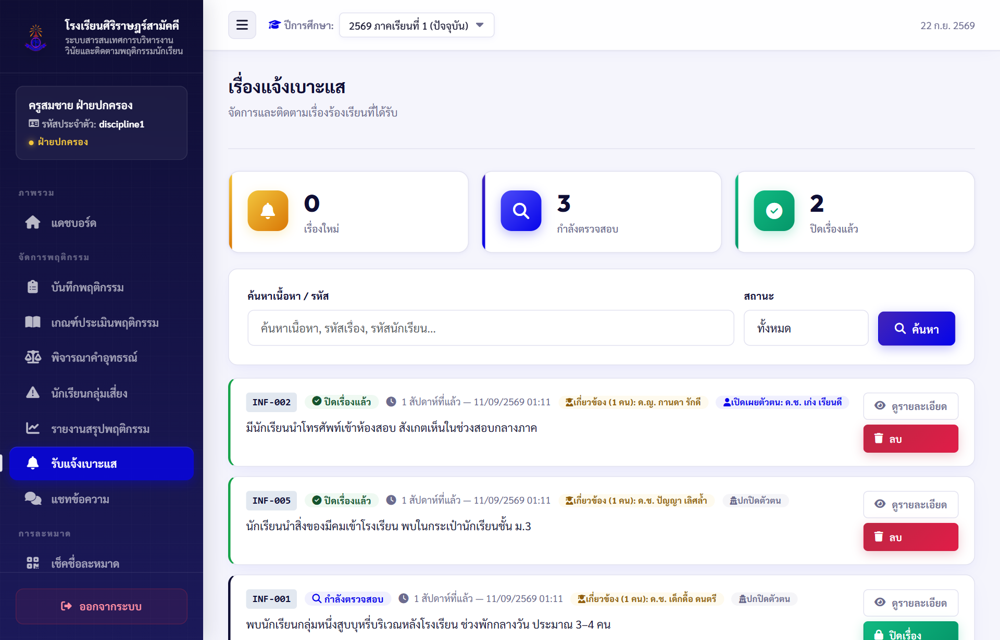 โรงเรียนศิริราษฎร์สามัคคี
ระบบสารสนเทศการบริหารงาน
วินัยและติดตามพฤติกรรมนักเรียน
ครูสมชาย ฝ่ายปกครอง
รหัสประจำตัว: discipline1
ฝ่ายปกครอง
ภาพรวม
แดชบอร์ด
จัดการพฤติกรรม
บันทึกพฤติกรรม
เกณฑ์ประเมินพฤติกรรม
พิจารณาคำอุทธรณ์
นักเรียนกลุ่มเสี่ยง
รายงานสรุปพฤติกรรม
รับแจ้งเบาะแส
แชทข้อความ
การละหมาด
เช็คชื่อละหมาด
ออกจากระบบ
ปีการศึกษา: 2569 ภาคเรียนที่ 1 (ปัจจุบัน)
22 ก.ย. 2569
เรื่องแจ้งเบาะแส
จัดการและติดตามเรื่องร้องเรียนที่ได้รับ
0
เรื่องใหม่
3
กำลังตรวจสอบ
2
ปิดเรื่องแล้ว
ค้นหาเนื้อหา / รหัส
สถานะ
ค้นหาเนื้อหา, รหัสเรื่อง, รหัสนักเรียน...
ทั้งหมด
ค้นหา
INF-002 ปิดเรื่องแล้ว 1 สัปดาห์ที่แล้ว — 11/09/2569 01:11 เกี่ยวข้อง (1 คน): ด.ญ. กานดา รักดี เปิดเผยตัวตน: ด.ช. เก่ง เรียนดี
มีนักเรียนนำโทรศัพท์เข้าห้องสอบ สังเกตเห็นในช่วงสอบกลางภาค
ดูรายละเอียด
ลบ
INF-005 ปิดเรื่องแล้ว 1 สัปดาห์ที่แล้ว — 11/09/2569 01:11 เกี่ยวข้อง (1 คน): ด.ช. ปัญญา เลิศล้ำ ปกปิดตัวตน
นักเรียนนำสิ่งของมีคมเข้าโรงเรียน พบในกระเป๋านักเรียนชั้น ม.3
ดูรายละเอียด
ลบ
INF-001 กำลังตรวจสอบ 1 สัปดาห์ที่แล้ว — 11/09/2569 01:11 เกี่ยวข้อง (1 คน): ด.ช. เด็กดื้อ ดนตรี ปกปิดตัวตน
พบนักเรียนกลุ่มหนึ่งสูบบุหรี่บริเวณหลังโรงเรียน ช่วงพักกลางวัน ประมาณ 3–4 คน
ดูรายละเอียด
ปิดเรื่อง